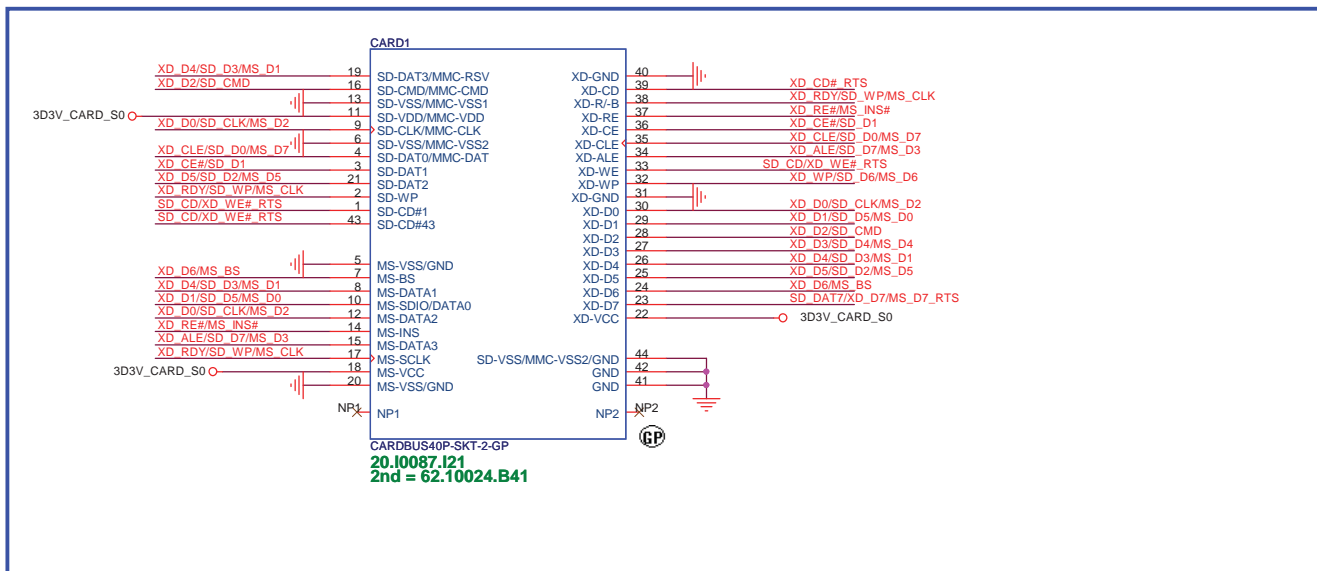 CARD1
XD_D4/SD_D3/MS_D1 19 SD-DAT3/MMC-RSV
XD_D2/SD_CMD 16 SD-CMD/MMC-CMD
13 SD-VSS/MMC-VSS1
3D3V_CARD_S0 11 SD-VDD/MMC-VDD
XD_D0/SD_CLK/MS_D2 9 SD-CLK/MMC-CLK
6 SD-VSS/MMC-VSS2
XD_CLE/SD_D0/MS_D7 4 SD-DAT0/MMC-DAT
XD_CE#/SD_D1 3 SD-DAT1
XD_D5/SD_D2/MS_D5 21 SD-DAT2
XD_RDY/SD_WP/MS_CLK 2 SD-WP
SD_CD/XD_WE#_RTS 1 SD-CD#1
SD_CD/XD_WE#_RTS 43 SD-CD#43
5 MS-VSS/GND
XD_D6/MS_BS 7 MS-BS
XD_D4/SD_D3/MS_D1 8 MS-DATA1
XD_D1/SD_D5/MS_D0 10 MS-SDIO/DATA0
XD_D0/SD_CLK/MS_D2 12 MS-DATA2
XD_RE#/MS_INS# 14 MS-INS
XD_ALE/SD_D7/MS_D3 15 MS-DATA3
XD_RDY/SD_WP/MS_CLK 17 MS-SCLK
3D3V_CARD_S0 18 MS-VCC
20 MS-VSS/GND
NP1 NP1
XD-GND 40
XD-CD 39 XD_CD#_RTS
XD-R/-B 38 XD_RDY/SD_WP/MS_CLK
XD-RE 37 XD_RE#/MS_INS#
XD-CE 36 XD_CE#/SD_D1
XD-CLE 35 XD_CLE/SD_D0/MS_D7
XD-ALE 34 XD_ALE/SD_D7/MS_D3
XD-WE 33 SD_CD/XD_WE#_RTS
XD-WP 32 XD_WP/SD_D6/MS_D6
XD-GND 31
XD-D0 30 XD_D0/SD_CLK/MS_D2
XD-D1 29 XD_D1/SD_D5/MS_D0
XD-D2 28 XD_D2/SD_CMD
XD-D3 27 XD_D3/SD_D4/MS_D4
XD-D4 26 XD_D4/SD_D3/MS_D1
XD-D5 25 XD_D5/SD_D2/MS_D5
XD-D6 24 XD_D6/MS_BS
XD-D7 23 SD_DAT7/XD_D7/MS_D7_RTS
XD-VCC 22 3D3V_CARD_S0
SD-VSS/MMC-VSS2/GND 44
GND 42
GND 41
NP2 NP2
GP
CARDBUS40P-SKT-2-GP
20.I0087.I21
2nd = 62.10024.B41